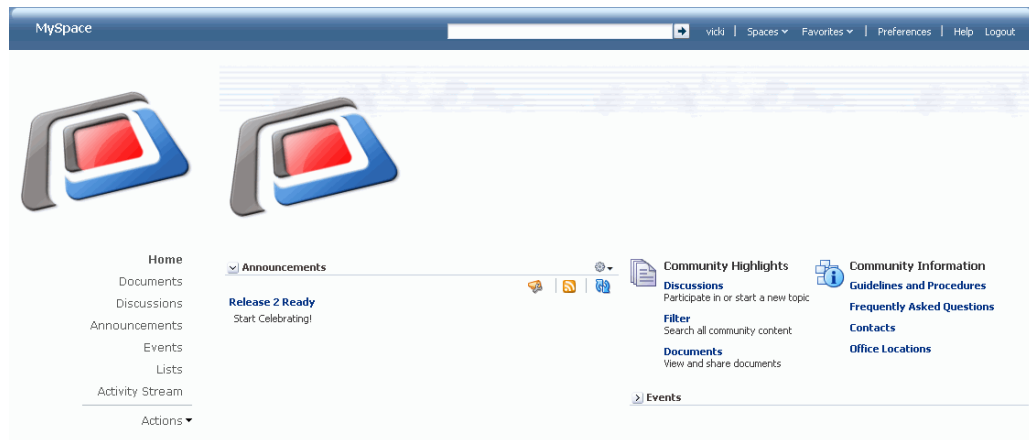 MySpace
vicki | Spaces Favorites | Preferences | Help Logout
Home
Documents
Discussions
Announcements
Events
Lists
Activity Stream
Actions
Announcements
Release 2 Ready
Start Celebrating!
Community Highlights
Discussions
Participate in or start a new topic
Filter
Search all community content
Documents
View and share documents
Community Information
Guidelines and Procedures
Frequently Asked Questions
Contacts
Office Locations
Events